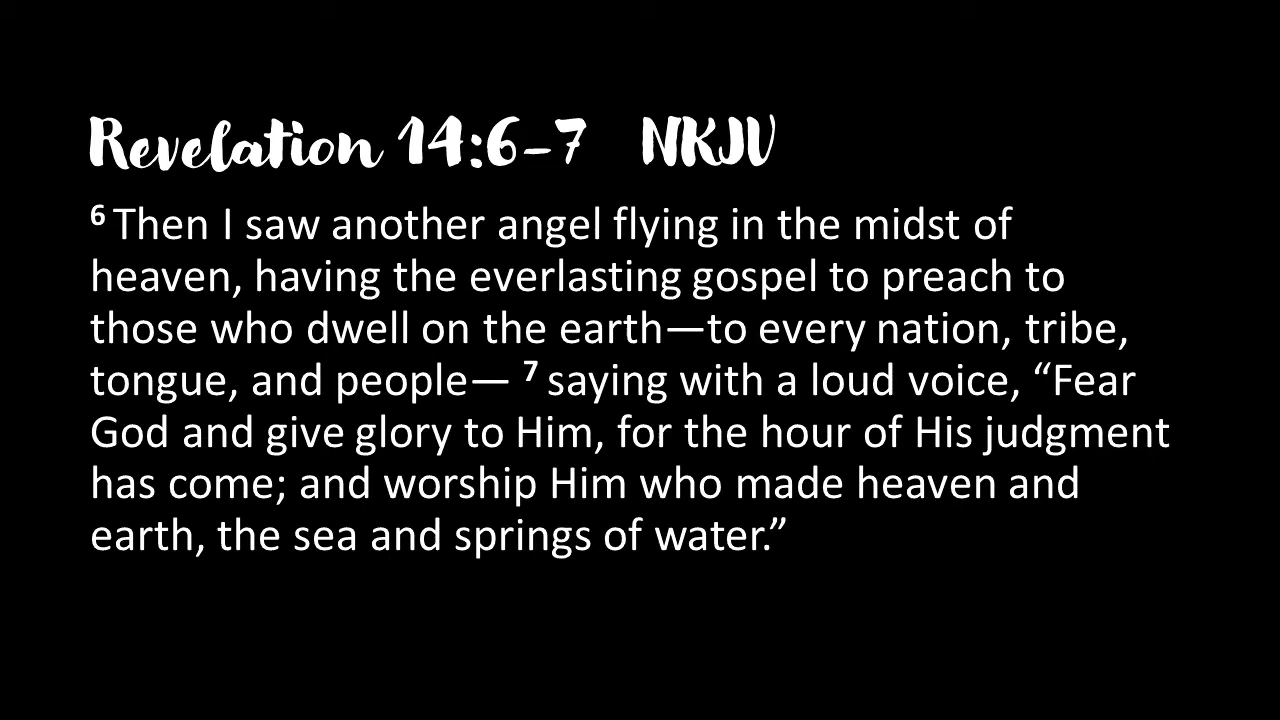 Revelation 14:6-7 NKJV
6 Then I saw another angel flying in the midst of
heaven, having the everlasting gospel to preach to
those who dwell on the earth—to every nation, tribe,
tongue, and people— 7 saying with a loud voice, “Fear
God and give glory to Him, for the hour of His judgment
has come; and worship Him who made heaven and
earth, the sea and springs of water.”